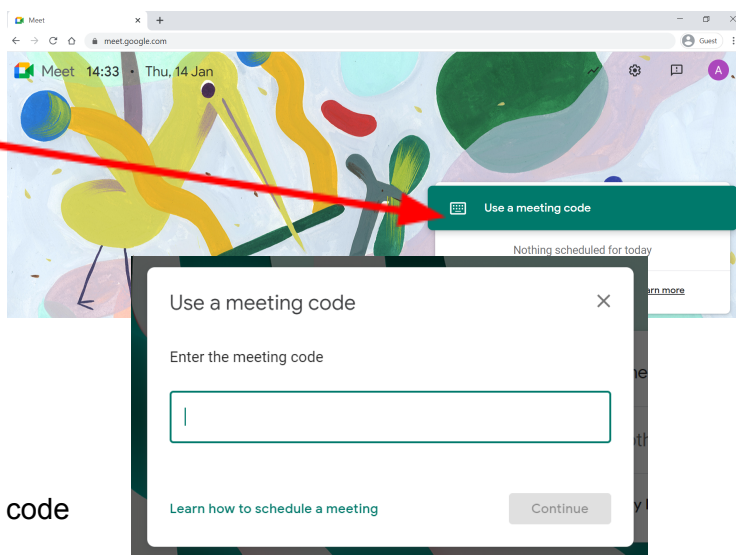 Meet
meet.google.com
Guest
Meet 14:33 • Thu, 14 Jan
A
Use a meeting code
Nothing scheduled for today
arn more
Use a meeting code
Enter the meeting code
Learn how to schedule a meeting
Continue
code